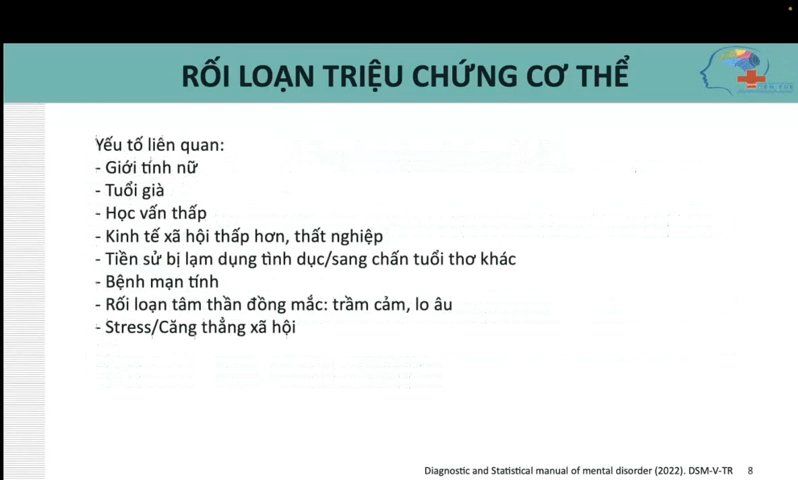 RỐI LOẠN TRIỆU CHỨNG CƠ THỂ
Yếu tố liên quan:
- Giới tính nữ
- Tuổi già
- Học vấn thấp
- Kinh tế xã hội thấp hơn, thất nghiệp
- Tiền sử bị lạm dụng tình dục/sang chấn tuổi thơ khác
- Bệnh mạn tính
- Rối loạn tâm thần đồng mắc: trầm cảm, lo âu
- Stress/Căng thẳng xã hội
Diagnostic and Statistical manual of mental disorder (2022). DSM-V-TR 8